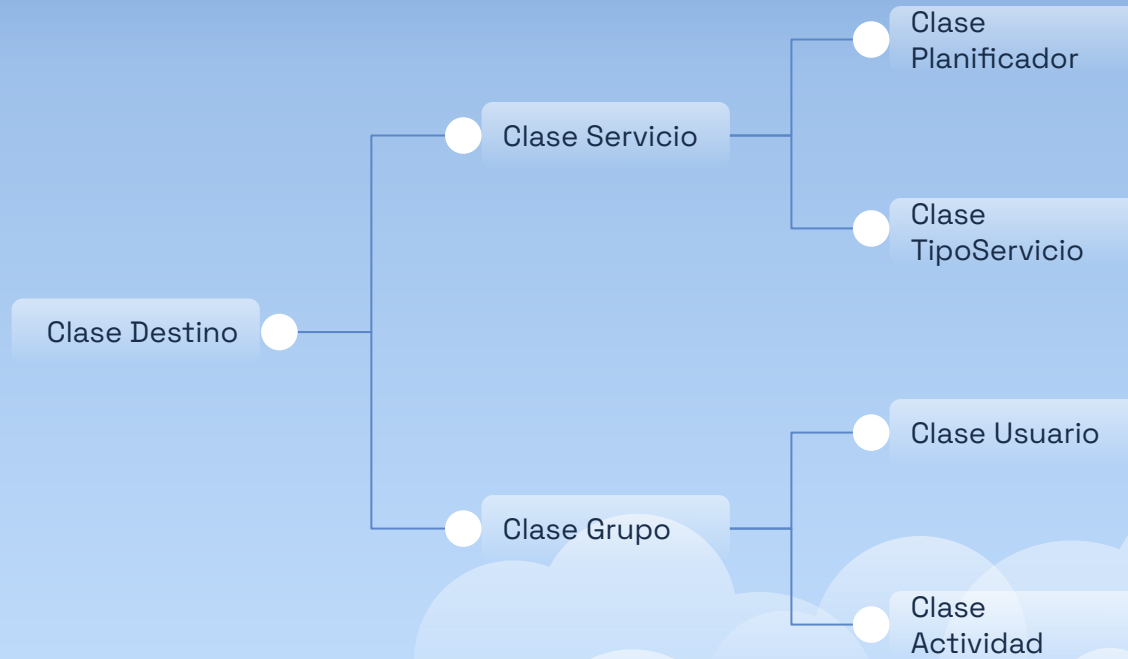 Clase
Planificador
Clase Servicio
Clase
TipoServicio
Clase Destino
Clase Usuario
Clase Grupo
Clase
Actividad